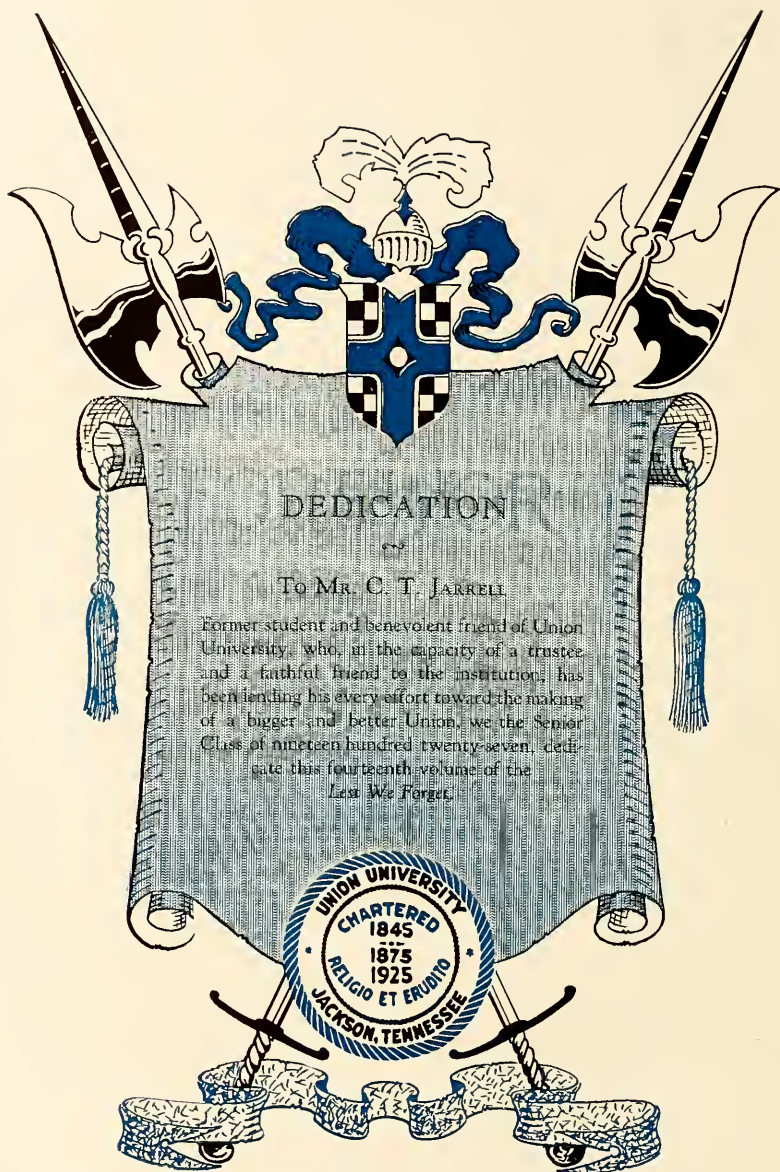 DEDICATION
To Mr. C. T. Jarrell
Former student and benevolent friend of Union
University, who, in the capacity of a trustee
and a faithful friend to the institution, has
been lending his every effort toward the making
of a bigger and better Union, we the Senior
Class of nineteen hundred twenty-seven, dedi-
cate this fourteenth volume of the
Lest We Forget.
UNION UNIVERSITY
CHARTERED
1845
1875
1925
RELIGIO ET ERUDITO
JACKSON, TENNESSEE